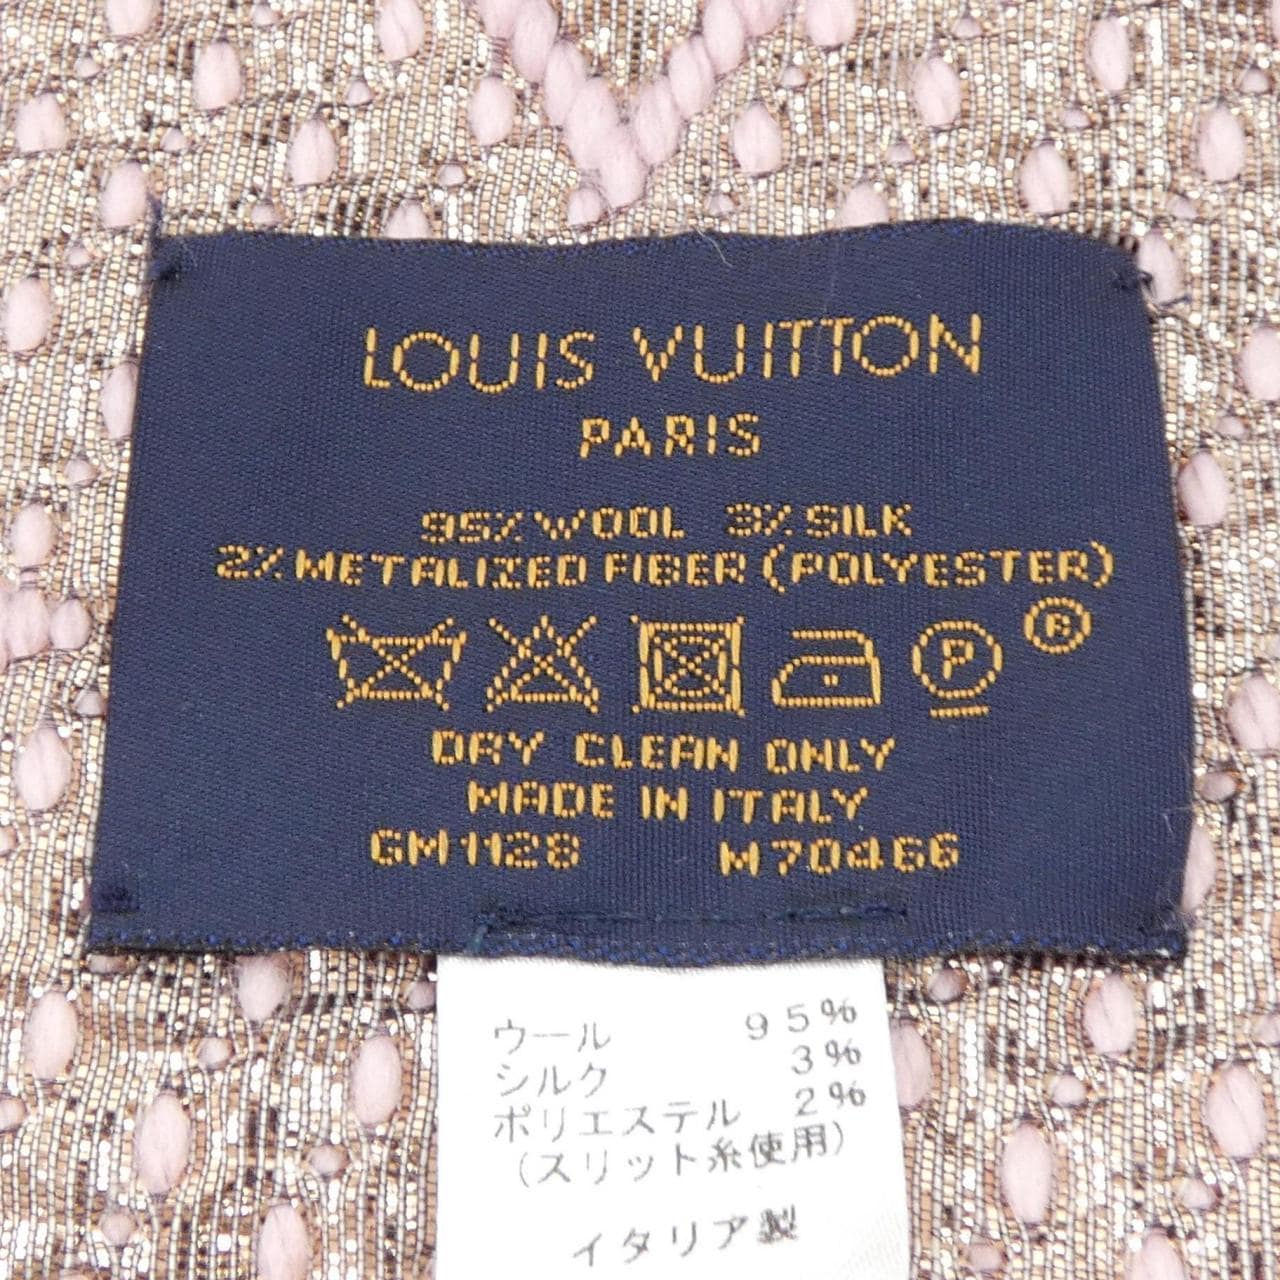 LOUIS VUITTON
PARIS
95% WOOL 3% SILK
2% METALIZED FIBER (POLYESTER)
P ®
DRY CLEAN ONLY
MADE IN ITALY
GM1128 M70466
ウール 95%
シルク 3%
ポリエステル 2%
(スリット糸使用)
イタリア製